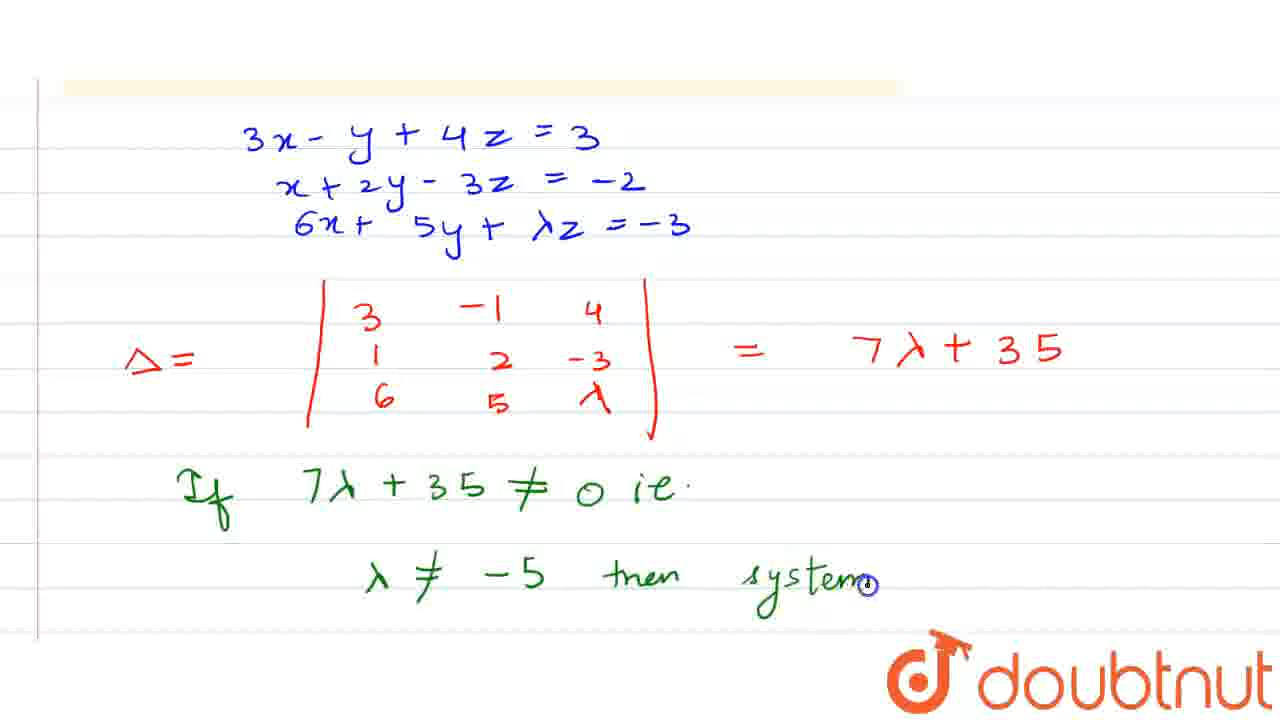 3x - y + 4z = 3
x + 2y - 3z = -2
6x + 5y + λz = -3
Δ = | 3 -1 4 |
| 1 2 -3 | = 7λ + 35
| 6 5 λ |
If 7λ + 35 ≠ 0 ie.
λ ≠ -5 then system
doubtnut